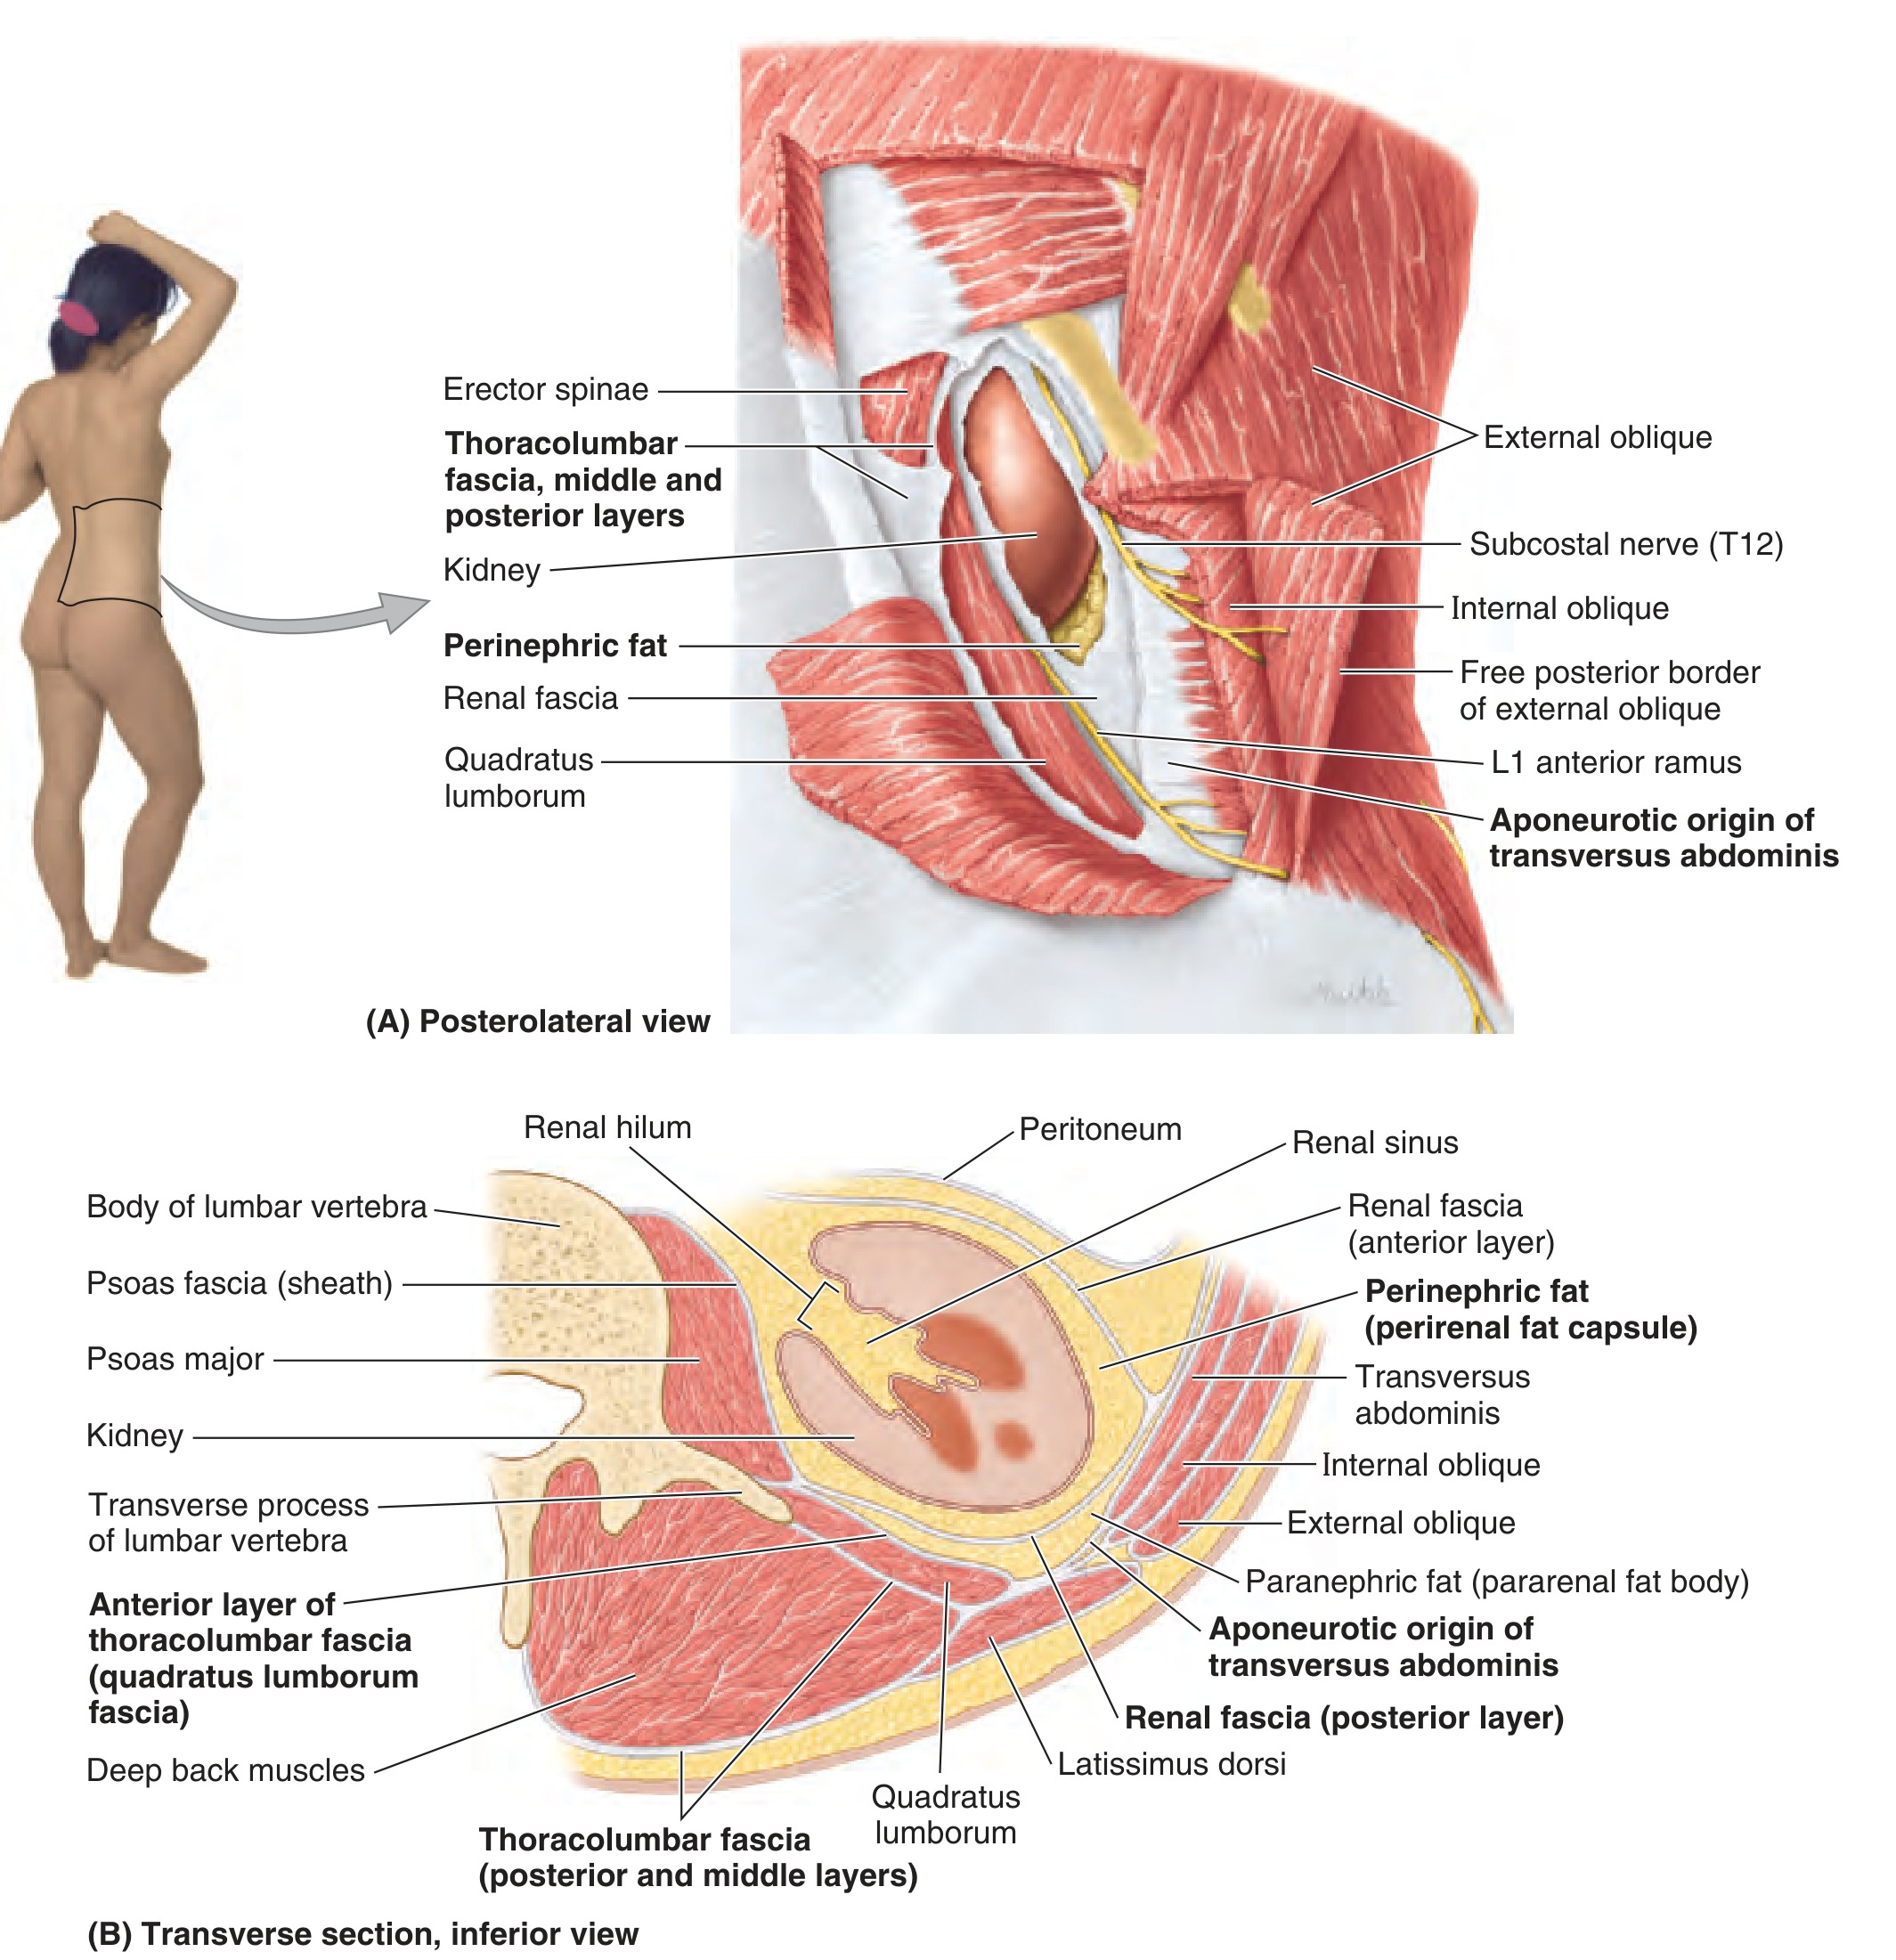 Erector spinae
Thoracolumbar
fascia, middle and
posterior layers
Kidney
Perinephric fat
Renal fascia
Quadratus
lumborum
External oblique
Subcostal nerve (T12)
Internal oblique
Free posterior border
of external oblique
L1 anterior ramus
Aponeurotic origin of
transversus abdominis
(A) Posterolateral view
Renal hilum
Peritoneum
Renal sinus
Body of lumbar vertebra
Psoas fascia (sheath)
Psoas major
Kidney
Transverse process
of lumbar vertebra
Anterior layer of
thoracolumbar fascia
(quadratus lumborum
fascia)
Deep back muscles
Renal fascia
(anterior layer)
Perinephric fat
(perirenal fat capsule)
Transversus
abdominis
Internal oblique
External oblique
Paranephric fat (pararenal fat body)
Aponeurotic origin of
transversus abdominis
Renal fascia (posterior layer)
Latissimus dorsi
Quadratus
lumborum
Thoracolumbar fascia
(posterior and middle layers)
(B) Transverse section, inferior view